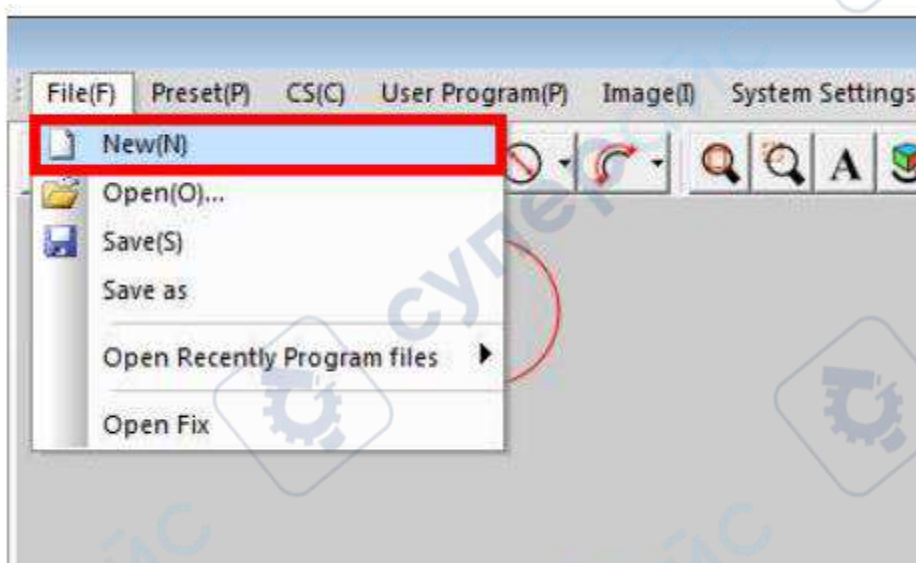 File(F) Preset(P) CS(C) User Program(P) Image(I) System Settings
New(N)
Open(O)...
Save(S)
Save as
Open Recently Program files
Open Fix
A
супер